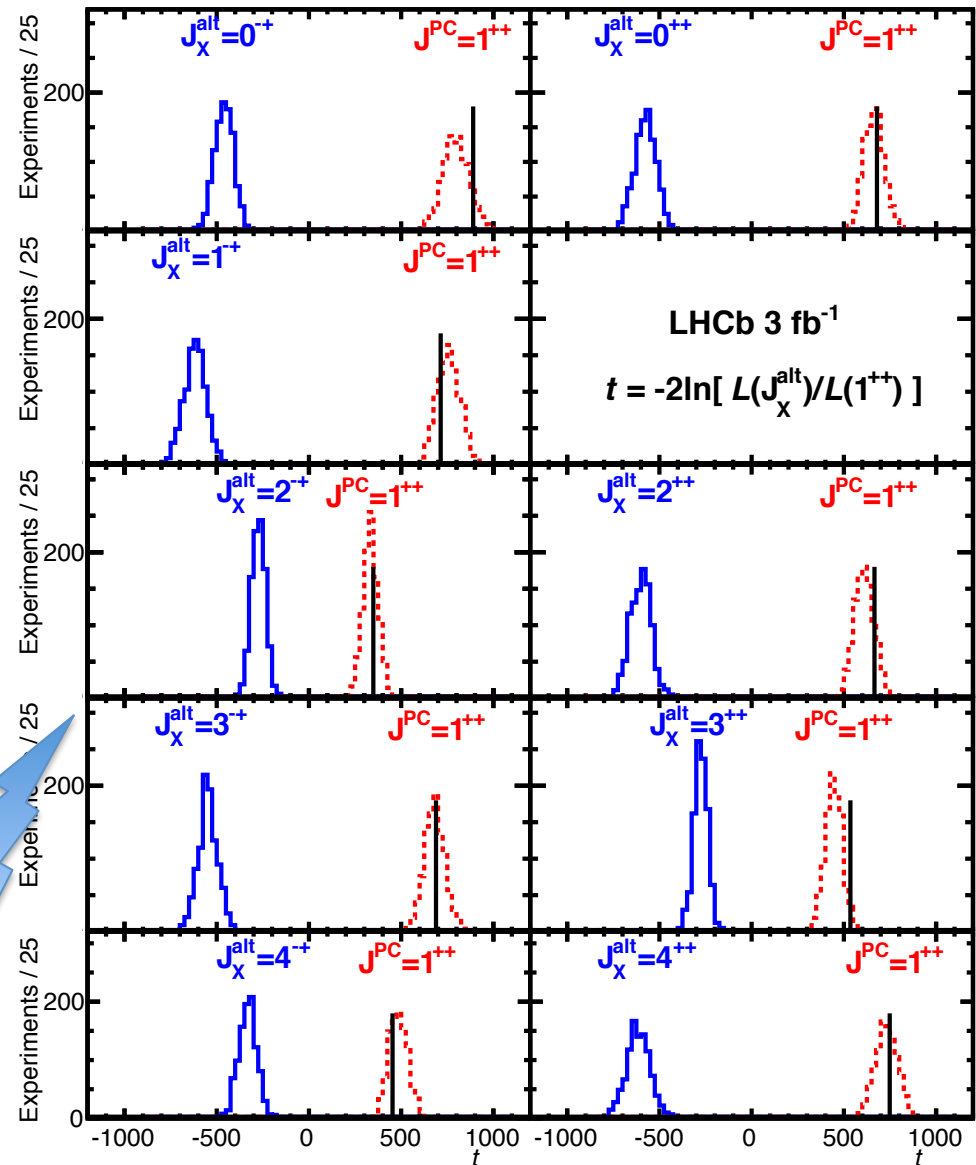 Experiments / 25
J_X^alt=0^-+ J^PC=1^++
J_X^alt=0^++ J^PC=1^++
200
Experiments / 25
J_X^alt=1^-+ J^PC=1^++
200
LHCb 3 fb^-1
t = -2ln[ L(J_X^alt)/L(1^++) ]
Experiments / 25
J_X^alt=2^-+ J^PC=1^++
J_X^alt=2^++ J^PC=1^++
200
/ 25
J_X^alt=3^-+ J^PC=1^++
J_X^alt=3^++ J^PC=1^++
200
Experiments / 25
J_X^alt=4^-+ J^PC=1^++
J_X^alt=4^++ J^PC=1^++
200
0
-1000 -500 0 500 1000
-1000 -500 0 500 1000
t
t